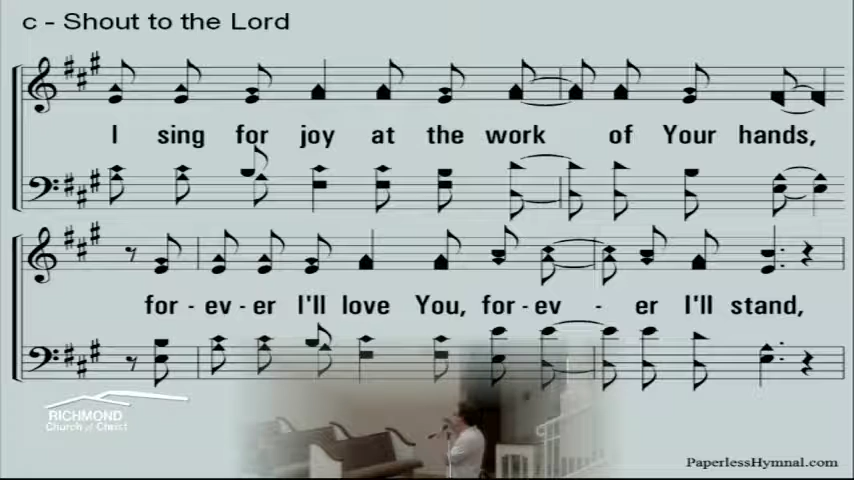 c - Shout to the Lord
I sing for joy at the work of Your hands,
for - ev - er I'll love You, for - ev - er I'll stand,
RICHMOND
Church of Christ
PaperlessHymnal.com